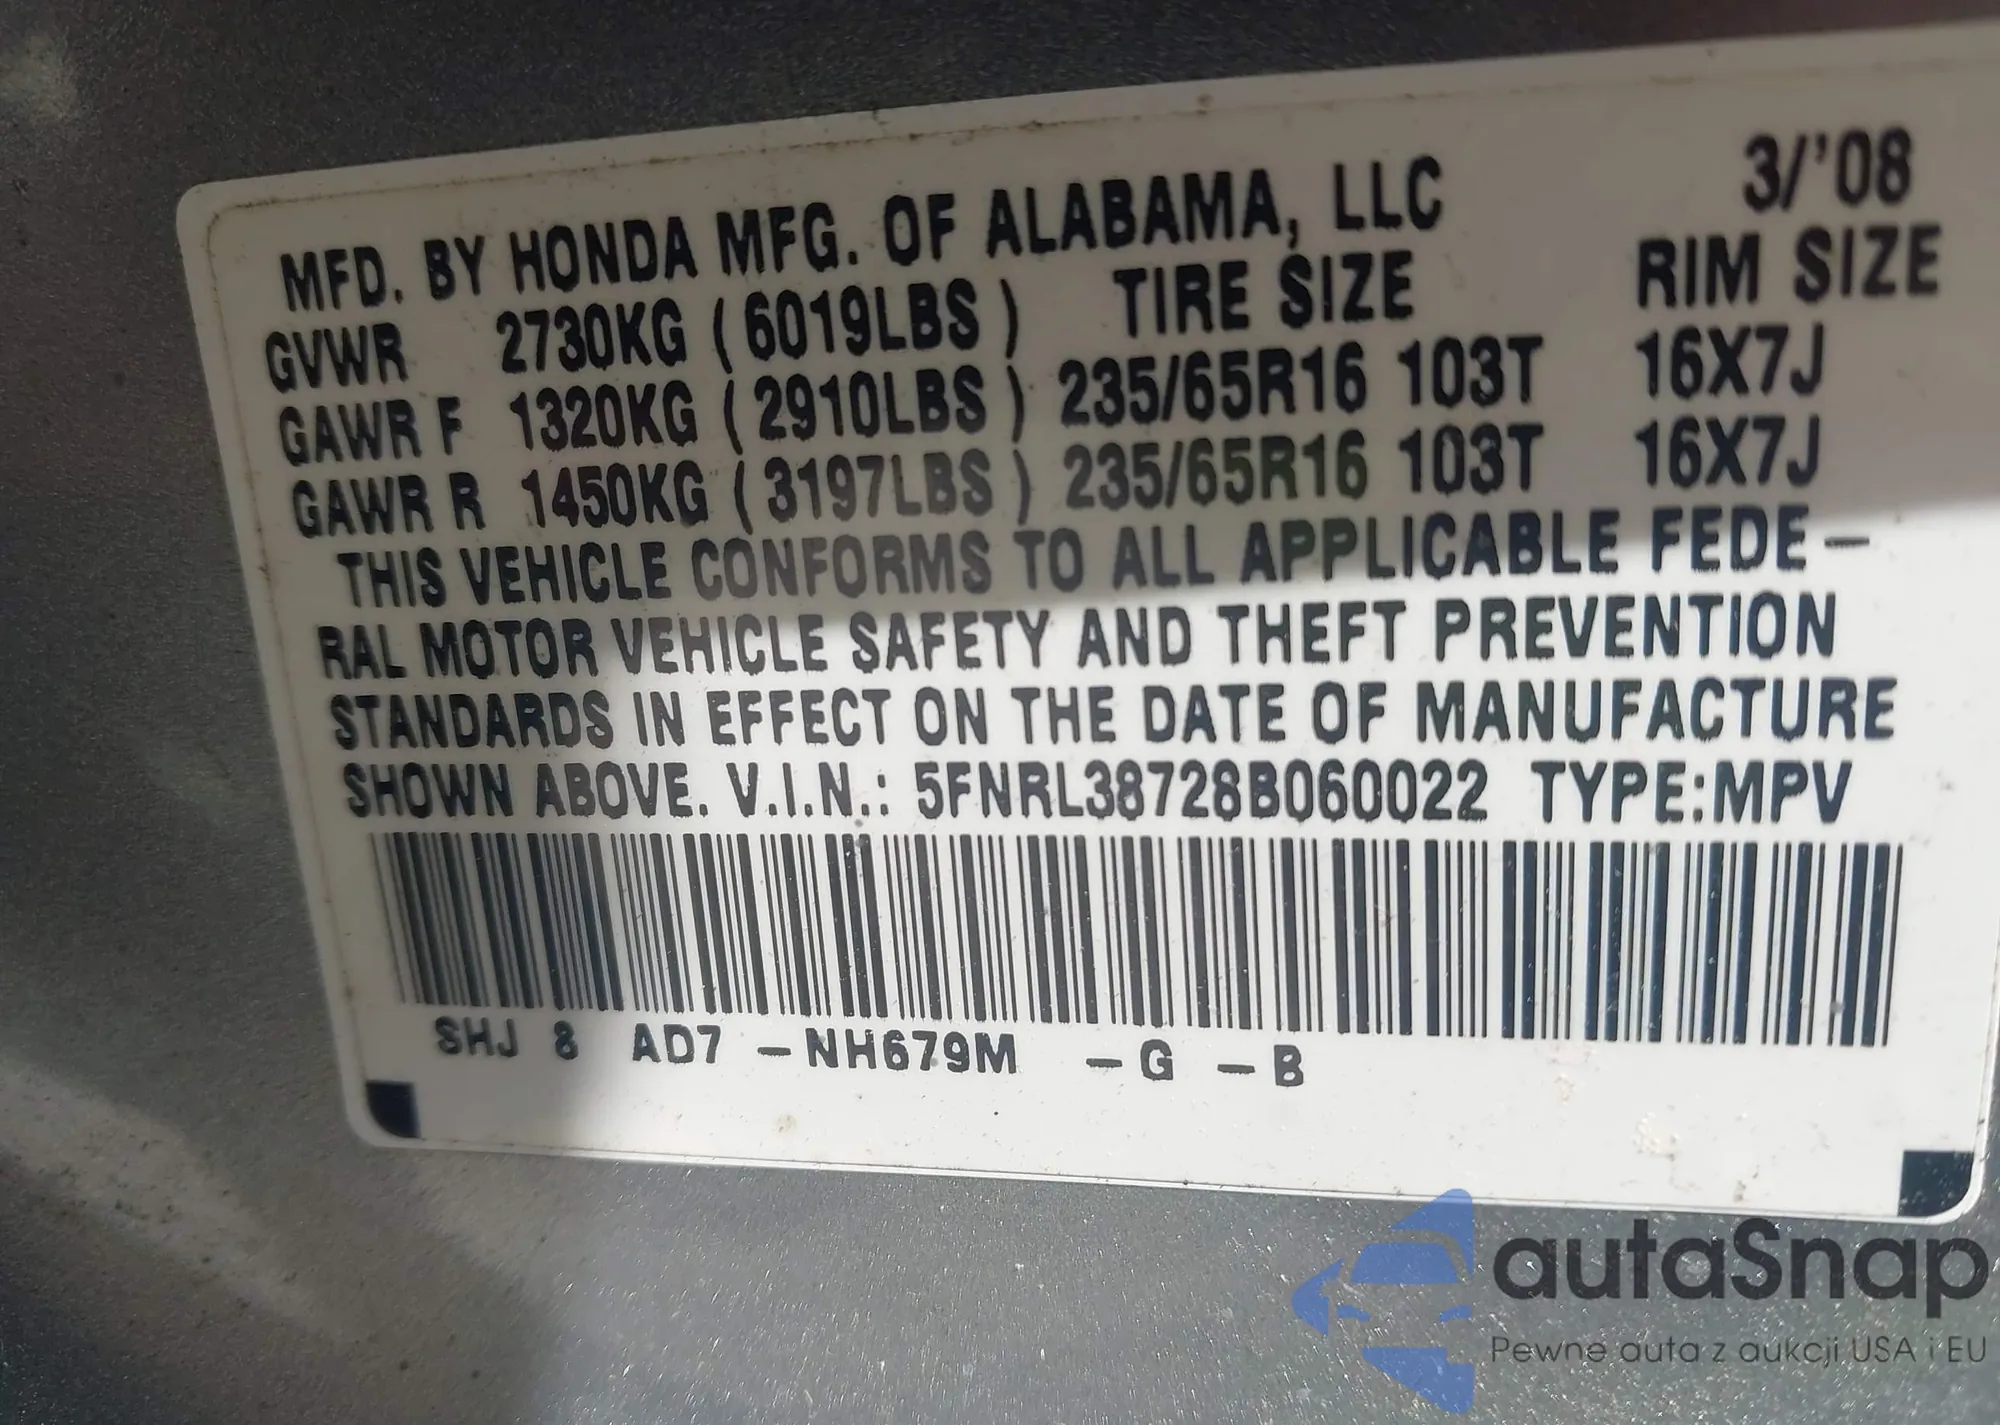 MFD. BY HONDA MFG. OF ALABAMA, LLC 3/'08
GVWR 2730KG ( 6019LBS ) TIRE SIZE RIM SIZE
GAWR F 1320KG ( 2910LBS ) 235/65R16 103T 16X7J
GAWR R 1450KG ( 3197LBS ) 235/65R16 103T 16X7J
THIS VEHICLE CONFORMS TO ALL APPLICABLE FEDE–
RAL MOTOR VEHICLE SAFETY AND THEFT PREVENTION
STANDARDS IN EFFECT ON THE DATE OF MANUFACTURE
SHOWN ABOVE. V.I.N.: 5FNRL38728B060022 TYPE:MPV
SHJ 8 AD7 –NH679M –G –B
autaSnap
Pewne auta z aukcji USA i EU